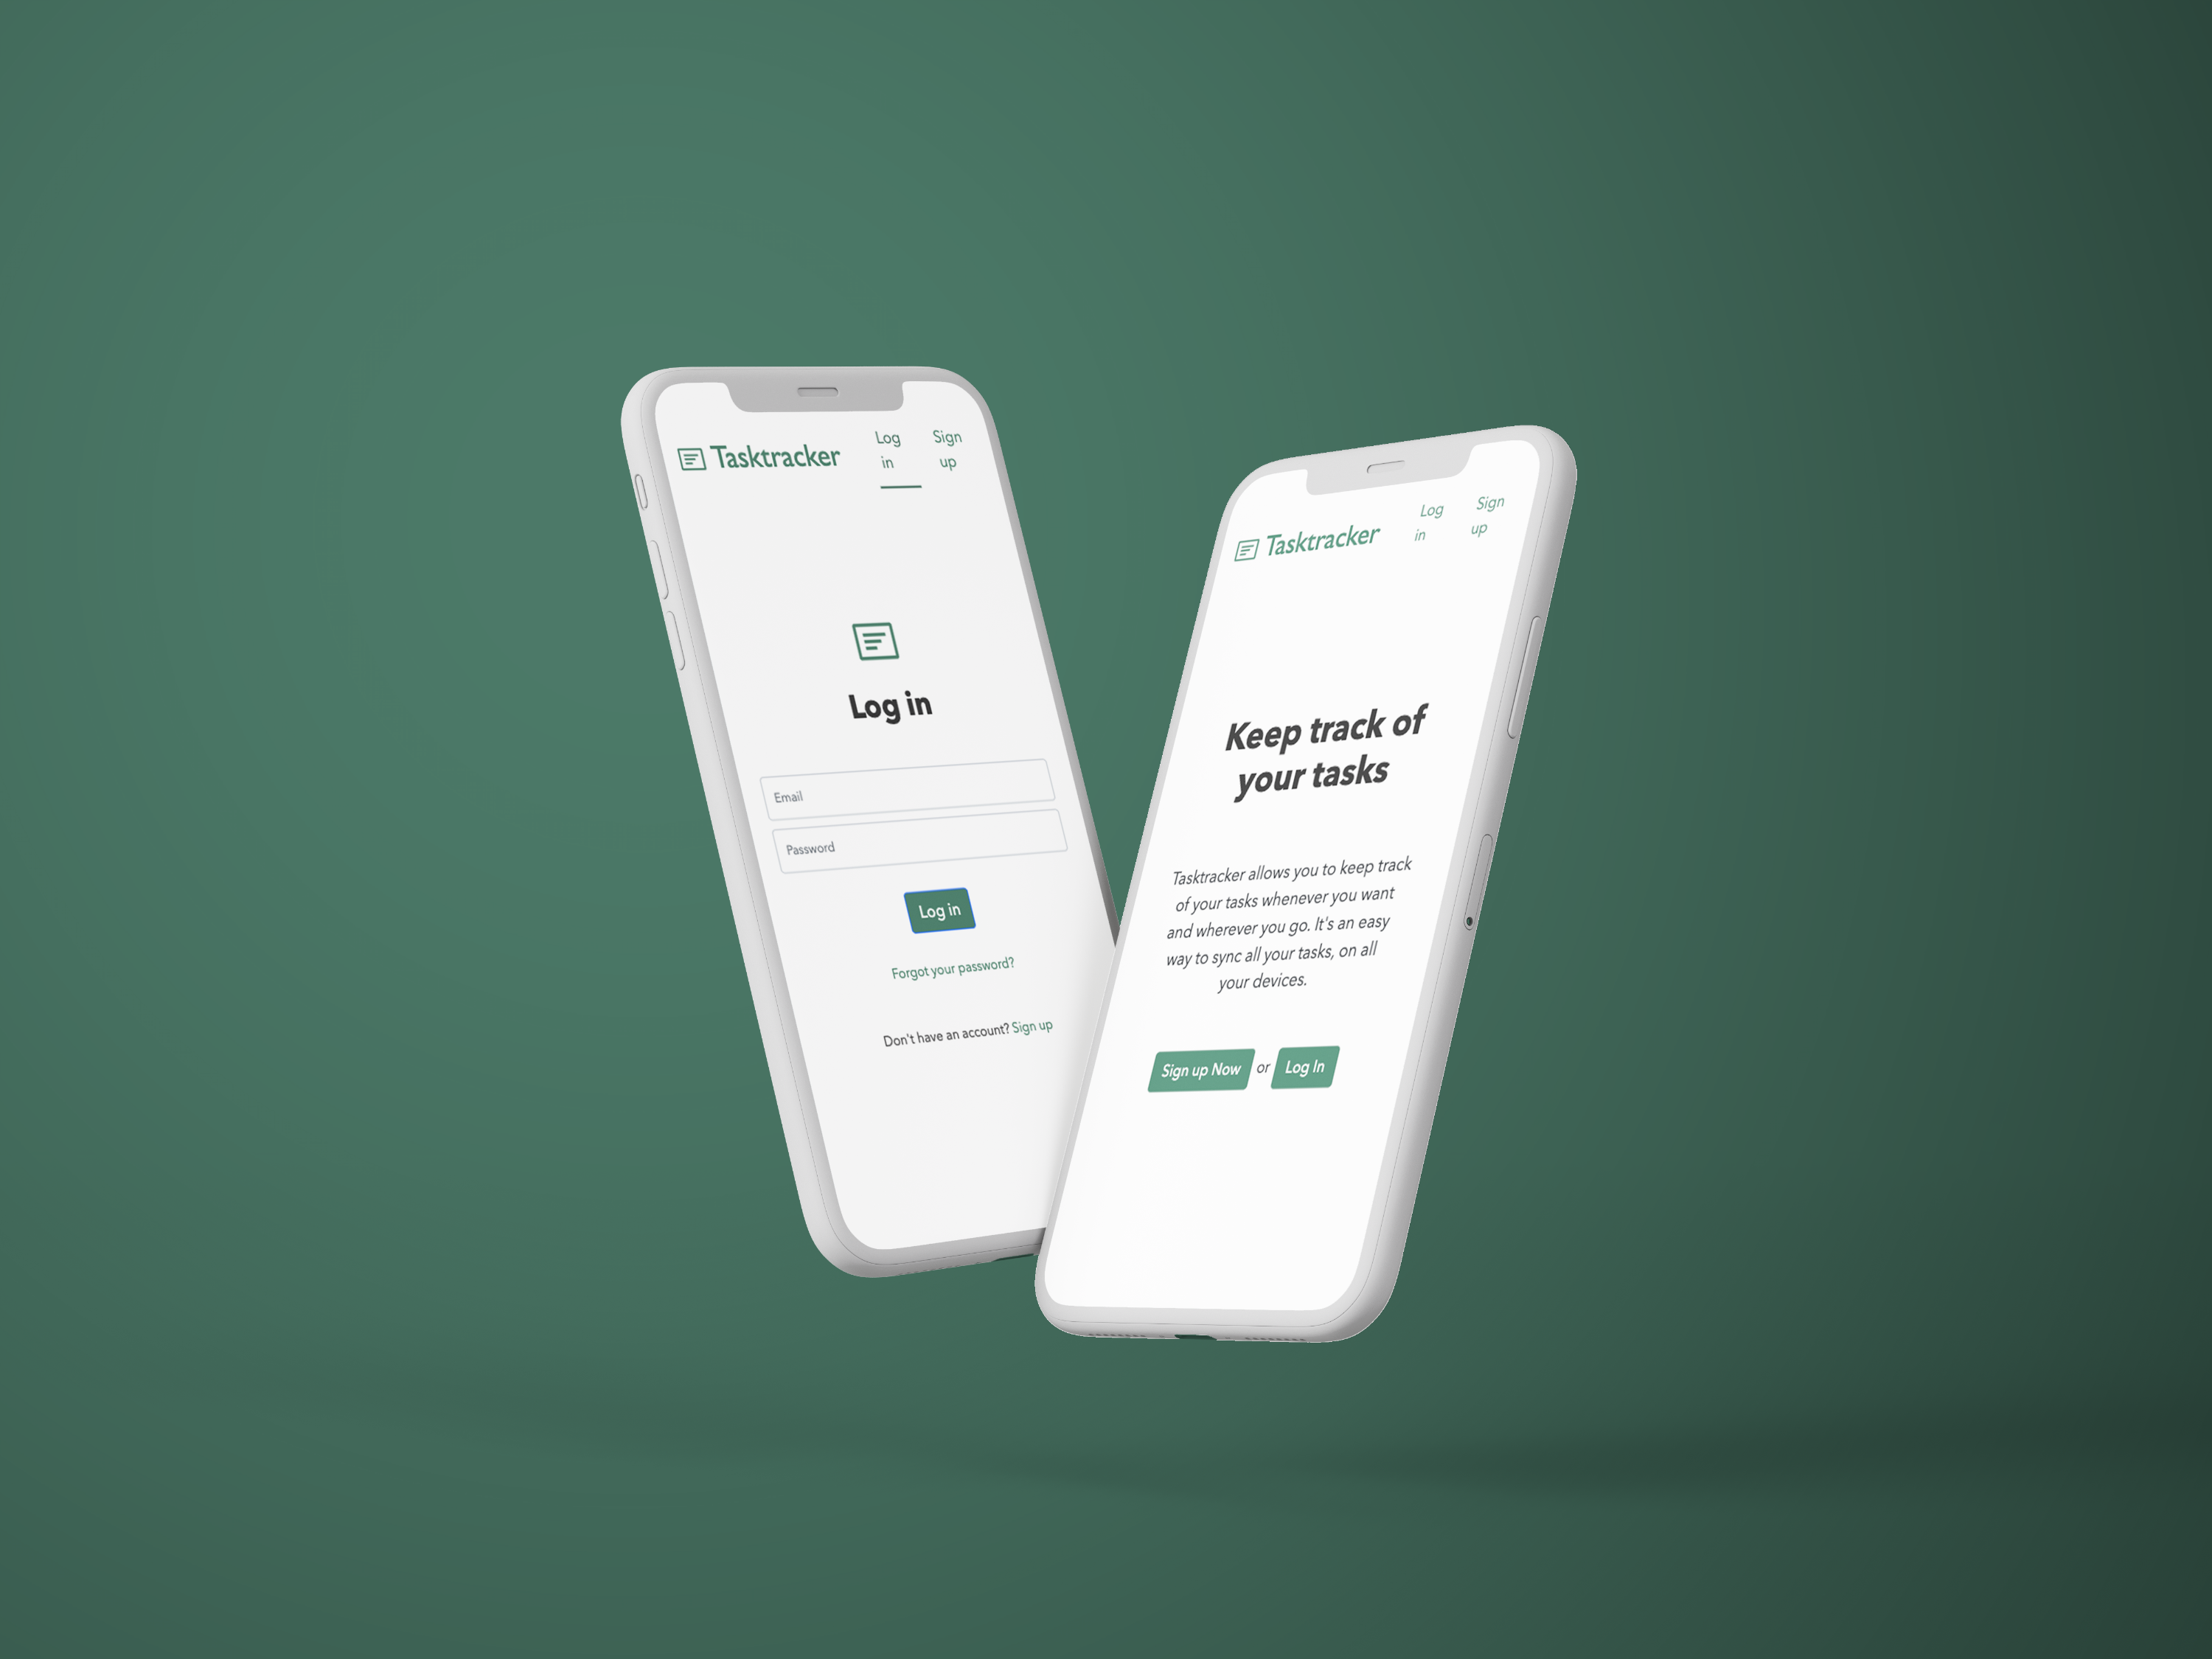 Tasktracker
Log
in
Sign
up
Log in
Email
Password
Log in
Forgot your password?
Don't have an account? Sign up
Tasktracker
Log
in
Sign
up
Keep track of
your tasks
Tasktracker allows you to keep track
of your tasks whenever you want
and wherever you go. It's an easy
way to sync all your tasks, on all
your devices.
Sign up Now or Log In